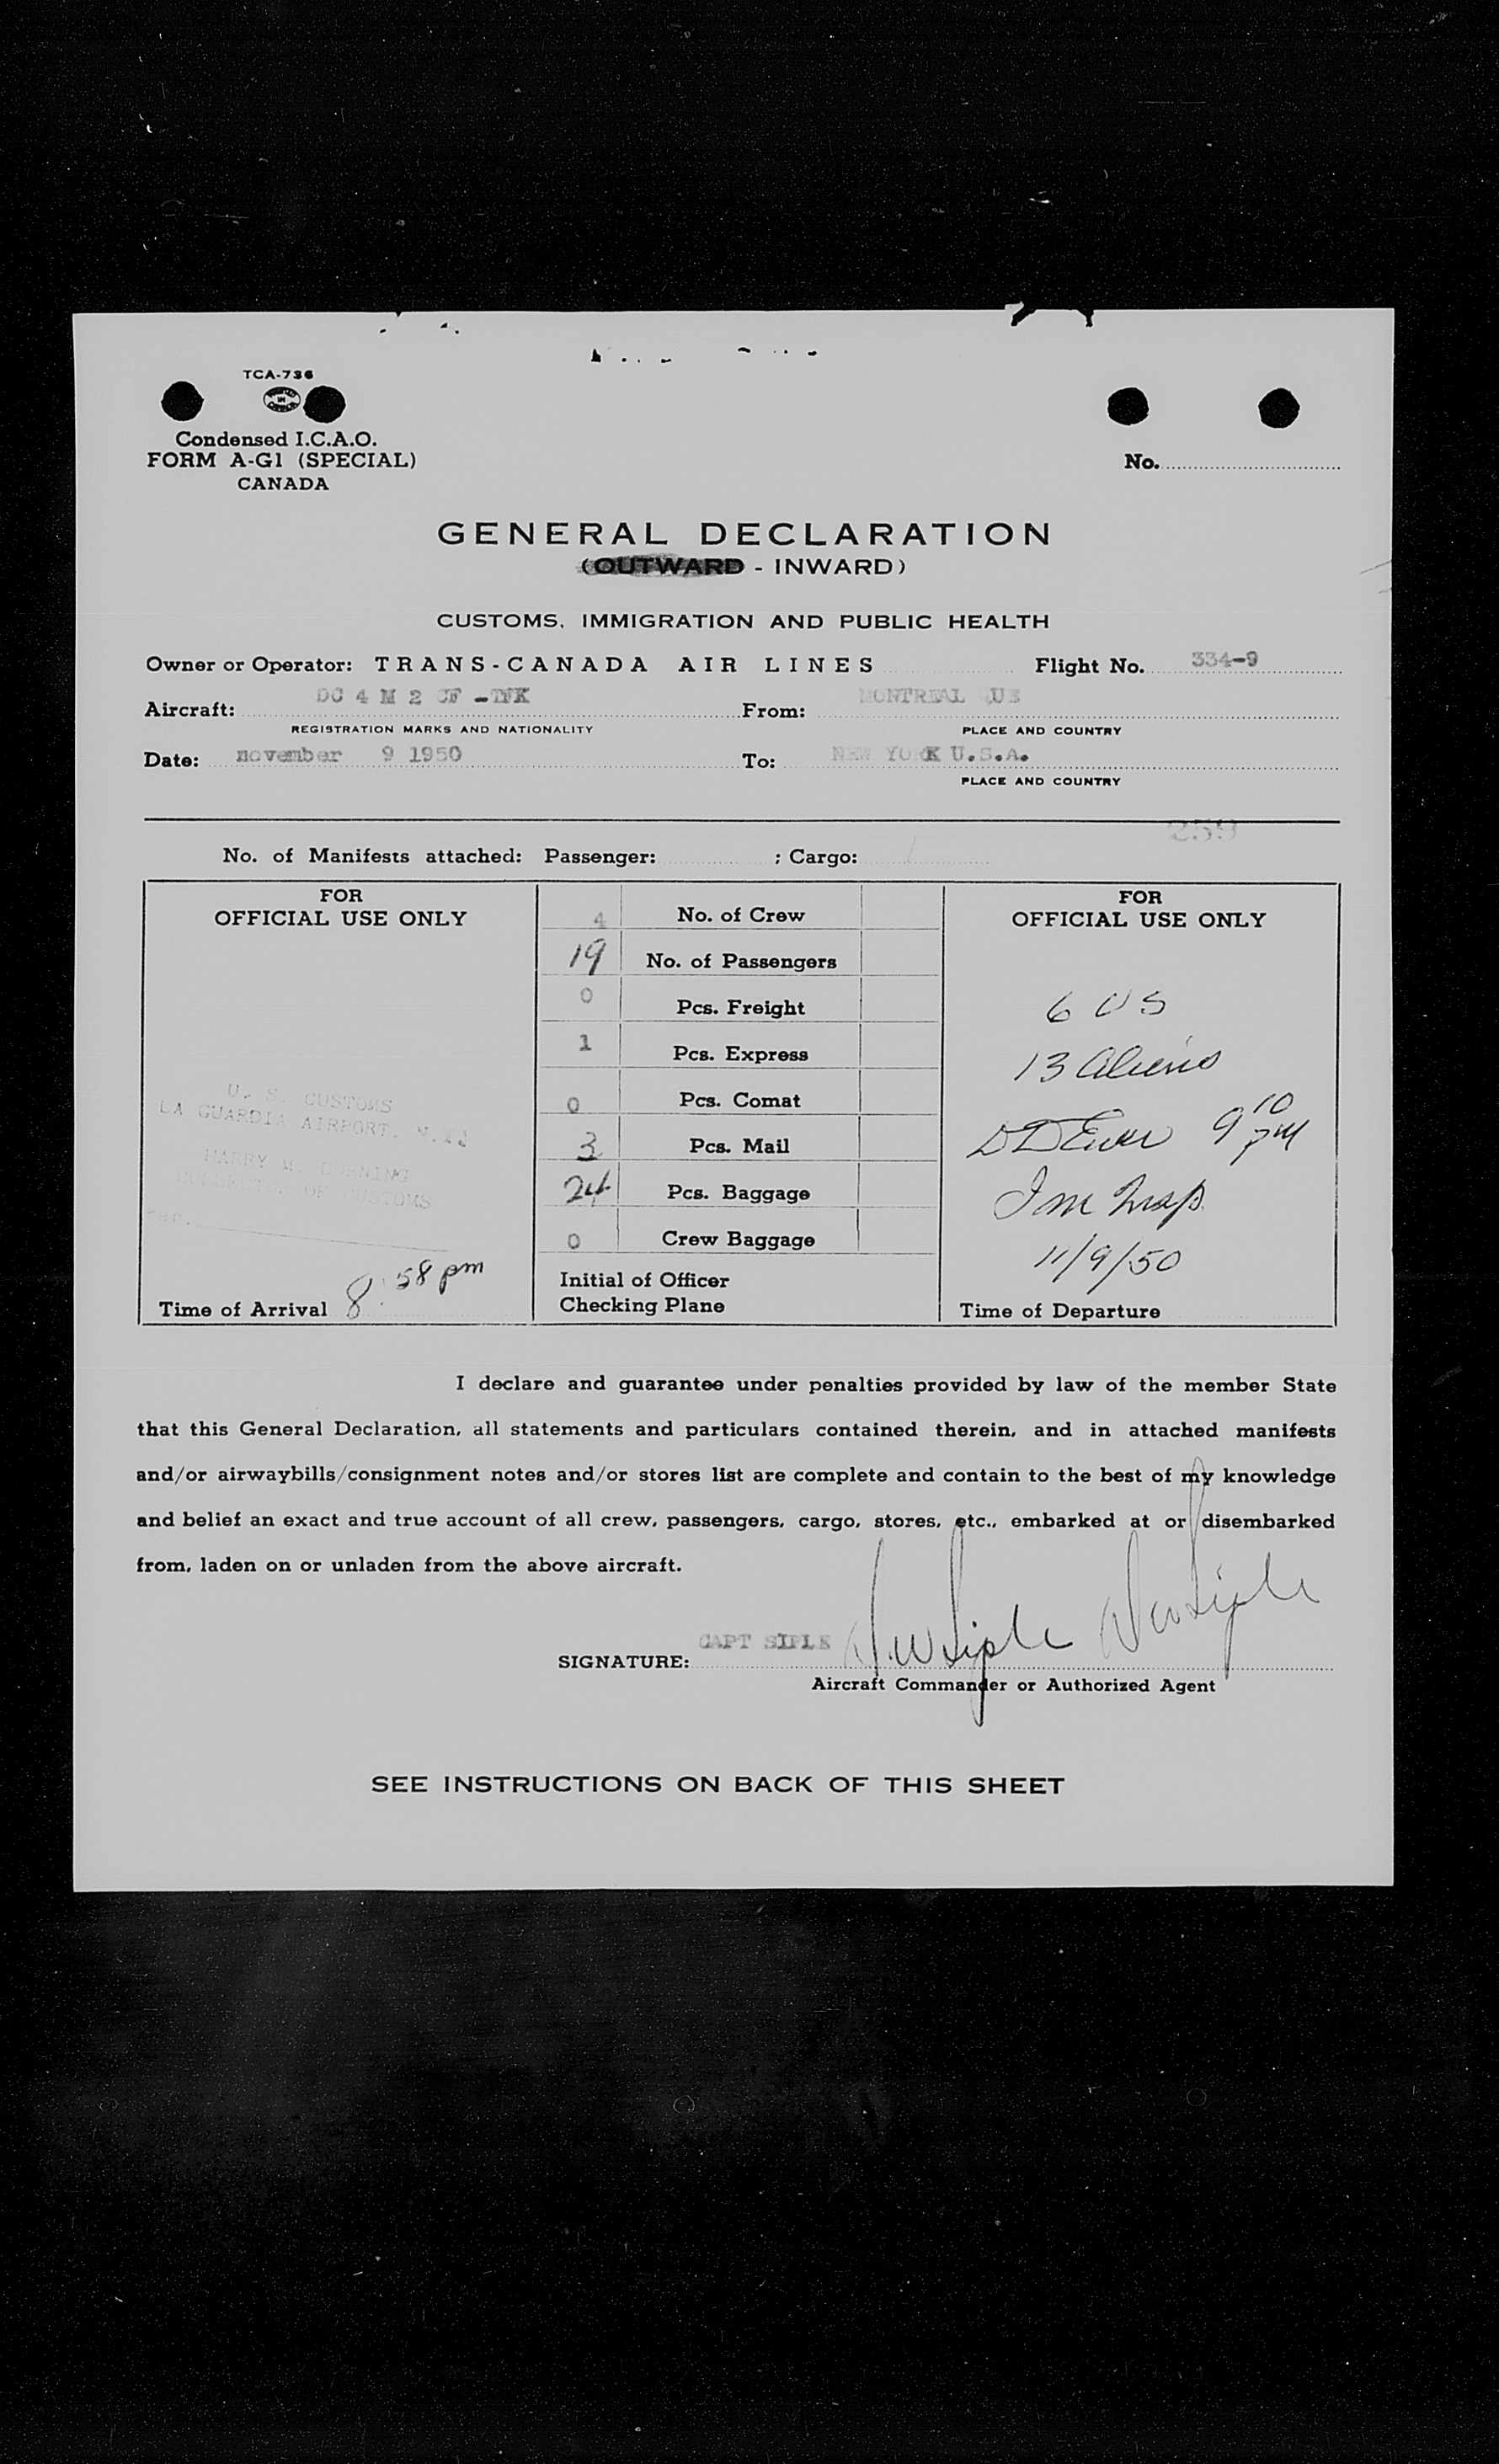 TCA-736
Condensed I.C.A.O.
FORM A-G1 (SPECIAL)
CANADA
No.
GENERAL DECLARATION
(OUTWARD - INWARD)
CUSTOMS, IMMIGRATION AND PUBLIC HEALTH
Owner or Operator: TRANS-CANADA AIR LINES Flight No. 334-9
Aircraft: DC 4 M 2 CF -TFK From: MONTREAL QUE
REGISTRATION MARKS AND NATIONALITY PLACE AND COUNTRY
Date: november 9 1950 To: NEW YORK U.S.A.
PLACE AND COUNTRY
259
No. of Manifests attached: Passenger: ; Cargo:
FOR
OFFICIAL USE ONLY
U. S. CUSTOMS
LA GUARDIA AIRPORT, N.Y.
HARRY M. DURNING
COLLECTOR OF CUSTOMS
Per.
Time of Arrival 8:58 pm
4 No. of Crew
19 No. of Passengers
0 Pcs. Freight
1 Pcs. Express
0 Pcs. Comat
3 Pcs. Mail
24 Pcs. Baggage
0 Crew Baggage
Initial of Officer
Checking Plane
FOR
OFFICIAL USE ONLY
6 US
13 aliens
9 10 PM
Imm Insp.
11/9/50
Time of Departure
I declare and guarantee under penalties provided by law of the member State
that this General Declaration, all statements and particulars contained therein, and in attached manifests
and/or airwaybills/consignment notes and/or stores list are complete and contain to the best of my knowledge
and belief an exact and true account of all crew, passengers, cargo, stores, etc., embarked at or disembarked
from, laden on or unladen from the above aircraft.
SIGNATURE: CAPT SIPLE
Aircraft Commander or Authorized Agent
SEE INSTRUCTIONS ON BACK OF THIS SHEET